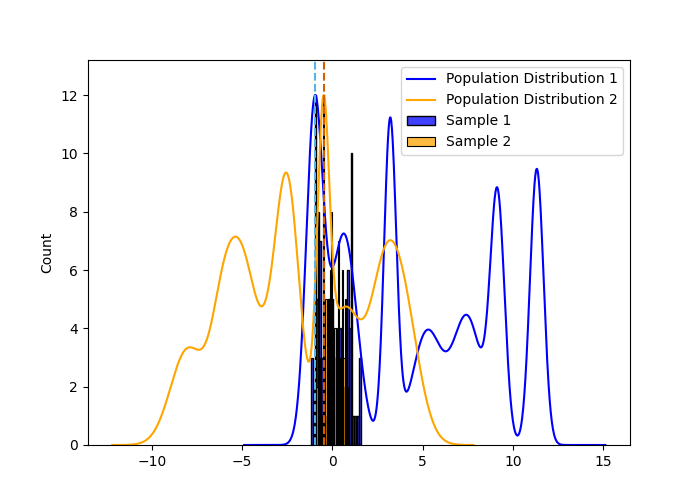 Population Distribution 1
Population Distribution 2
Sample 1
Sample 2
Count
12
10
8
6
4
2
0
−10
−5
0
5
10
15